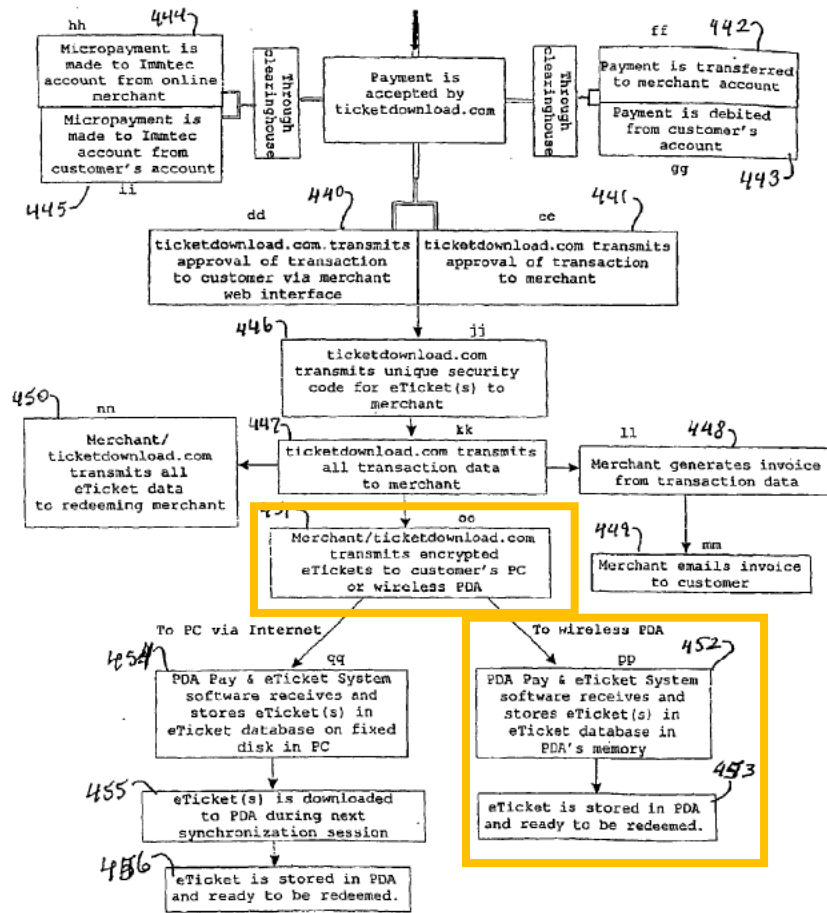 hh
444
Micropayment is
made to Immtec
account from online
merchant
Micropayment is
made to Immtec
account from
customer's account
445
ii
Through
clearinghouse
Payment is
accepted by
ticketdownload.com
Through
clearinghouse
ff
442
Payment is transferred
to merchant account
Payment is debited
from customer's
account
gg
443
dd
440
ticketdownload.com.transmits
approval of transaction
to customer via merchant
web interface
ee
441
ticketdownload.com transmits
approval of transaction
to merchant
446
jj
ticketdownload.com
transmits unique security
code for eTicket(s) to
merchant
450
nn
Merchant/
ticketdownload.com
transmits all
eTicket data
to redeeming merchant
447
kk
ticketdownload.com transmits
all transaction data
to merchant
ll
448
Merchant generates invoice
from transaction data
449
mm
Merchant emails invoice
to customer
oo
Merchant/ticketdownload.com
transmits encrypted
eTickets to customer's PC
or wireless PDA
To PC via Internet
To wireless PDA
454
qq
PDA Pay & eTicket System
software receives and
stores eTicket(s) in
eTicket database on fixed
disk in PC
452
pp
PDA Pay & eTicket System
software receives and
stores eTicket(s) in
eTicket database in
PDA's memory
455
eTicket(s) is downloaded
to PDA during next
synchronization session
453
eTicket is stored in PDA
and ready to be redeemed.
456
eTicket is stored in PDA
and ready to be redeemed.